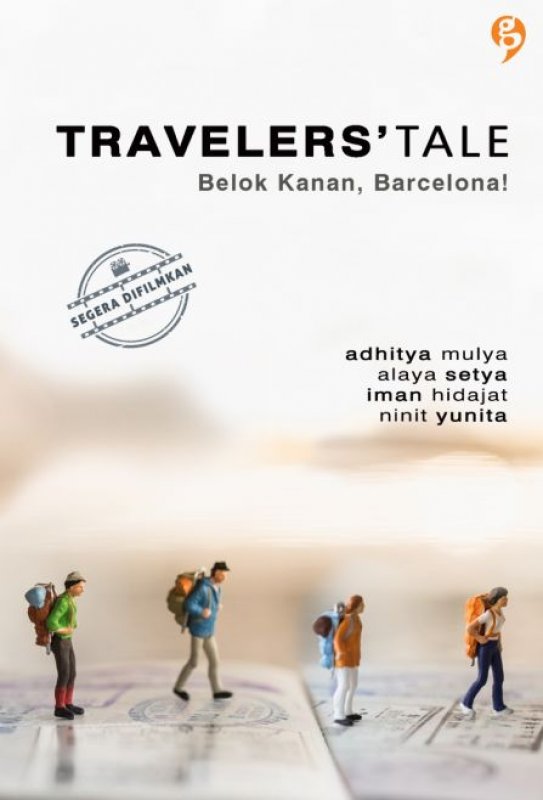 TRAVELERS' TALE
Belok Kanan, Barcelona!
SEGERA DIFILMKAN
adhitya mulya
alaya setya
iman hidajat
ninit yunita